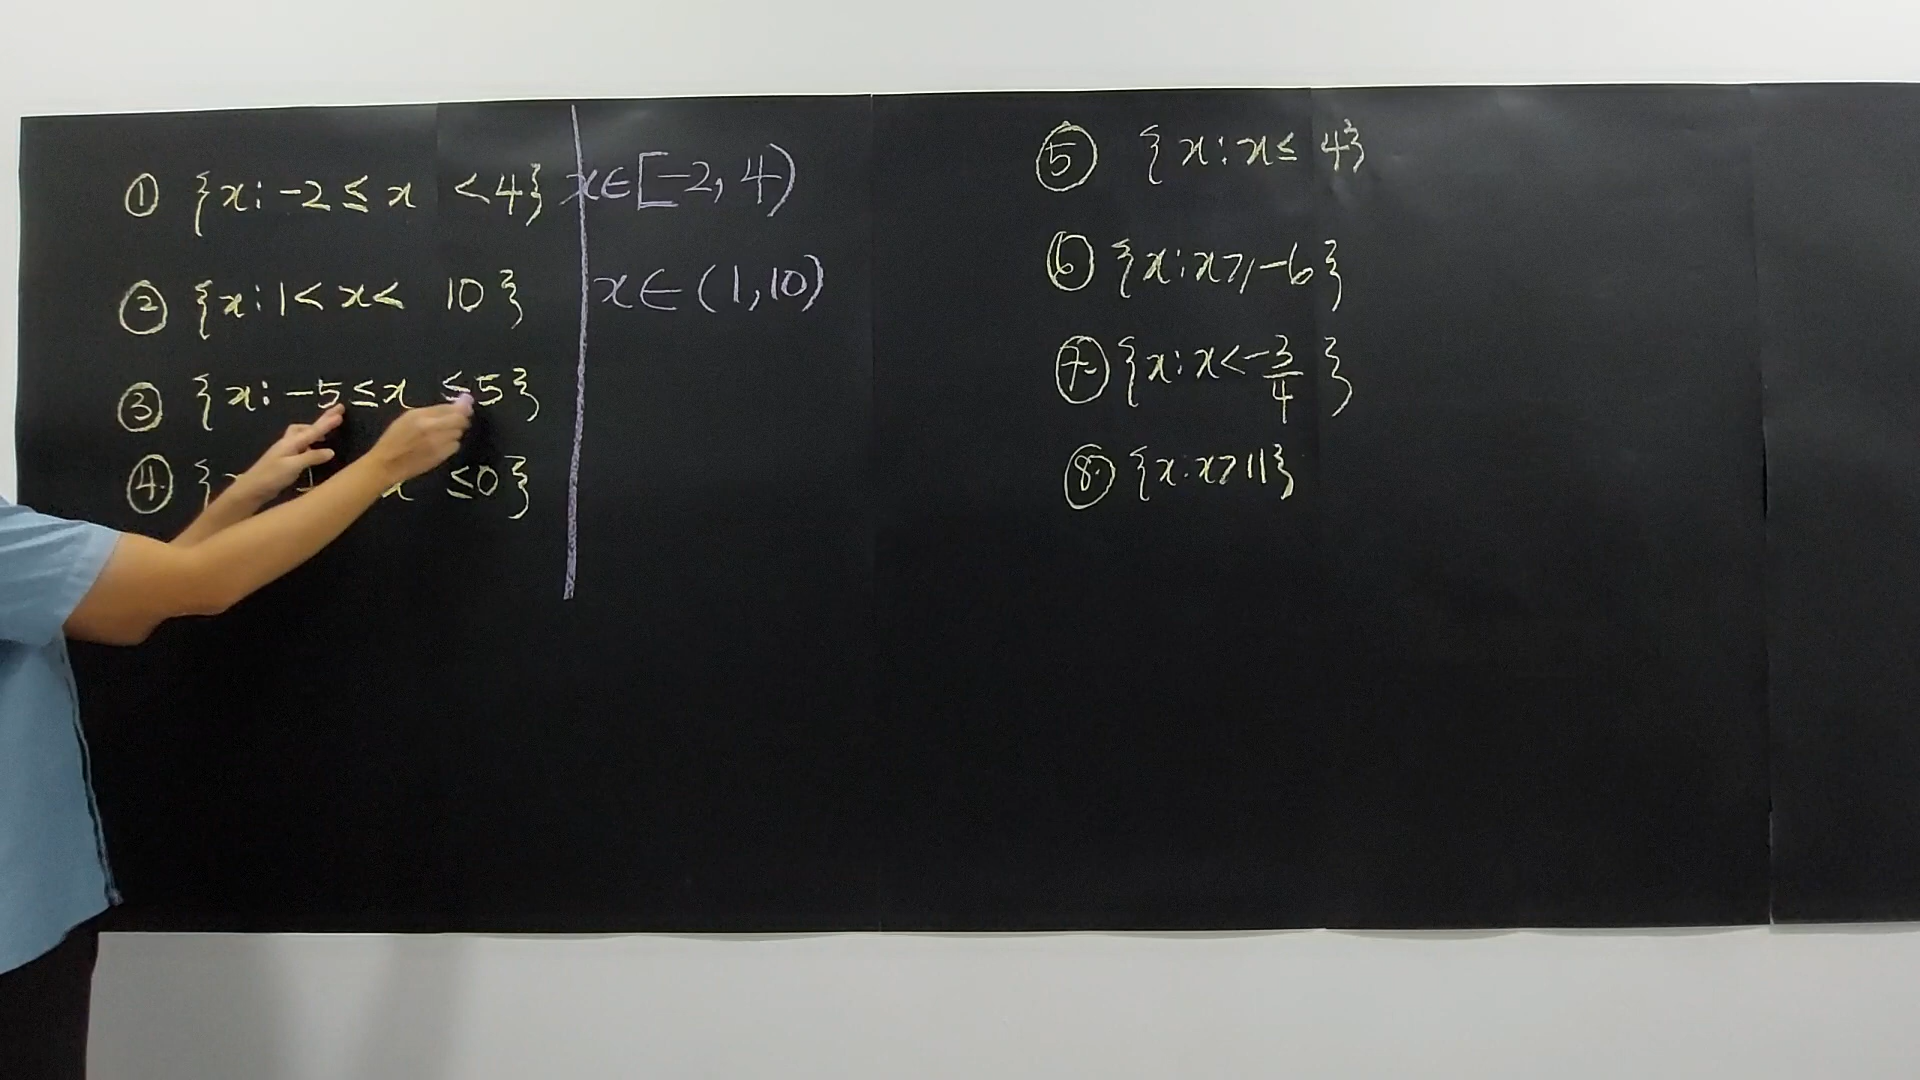 ① {x: -2 ≤ x < 4} x∈[-2, 4)
② {x: 1 < x < 10} x∈(1, 10)
③ {x: -5 ≤ x ≤ 5}
④ { x ≤ 0}
⑤ {x: x ≤ 4}
⑥ {x: x ≥ -6}
⑦ {x: x < -3/4}
⑧ {x. x > 11}